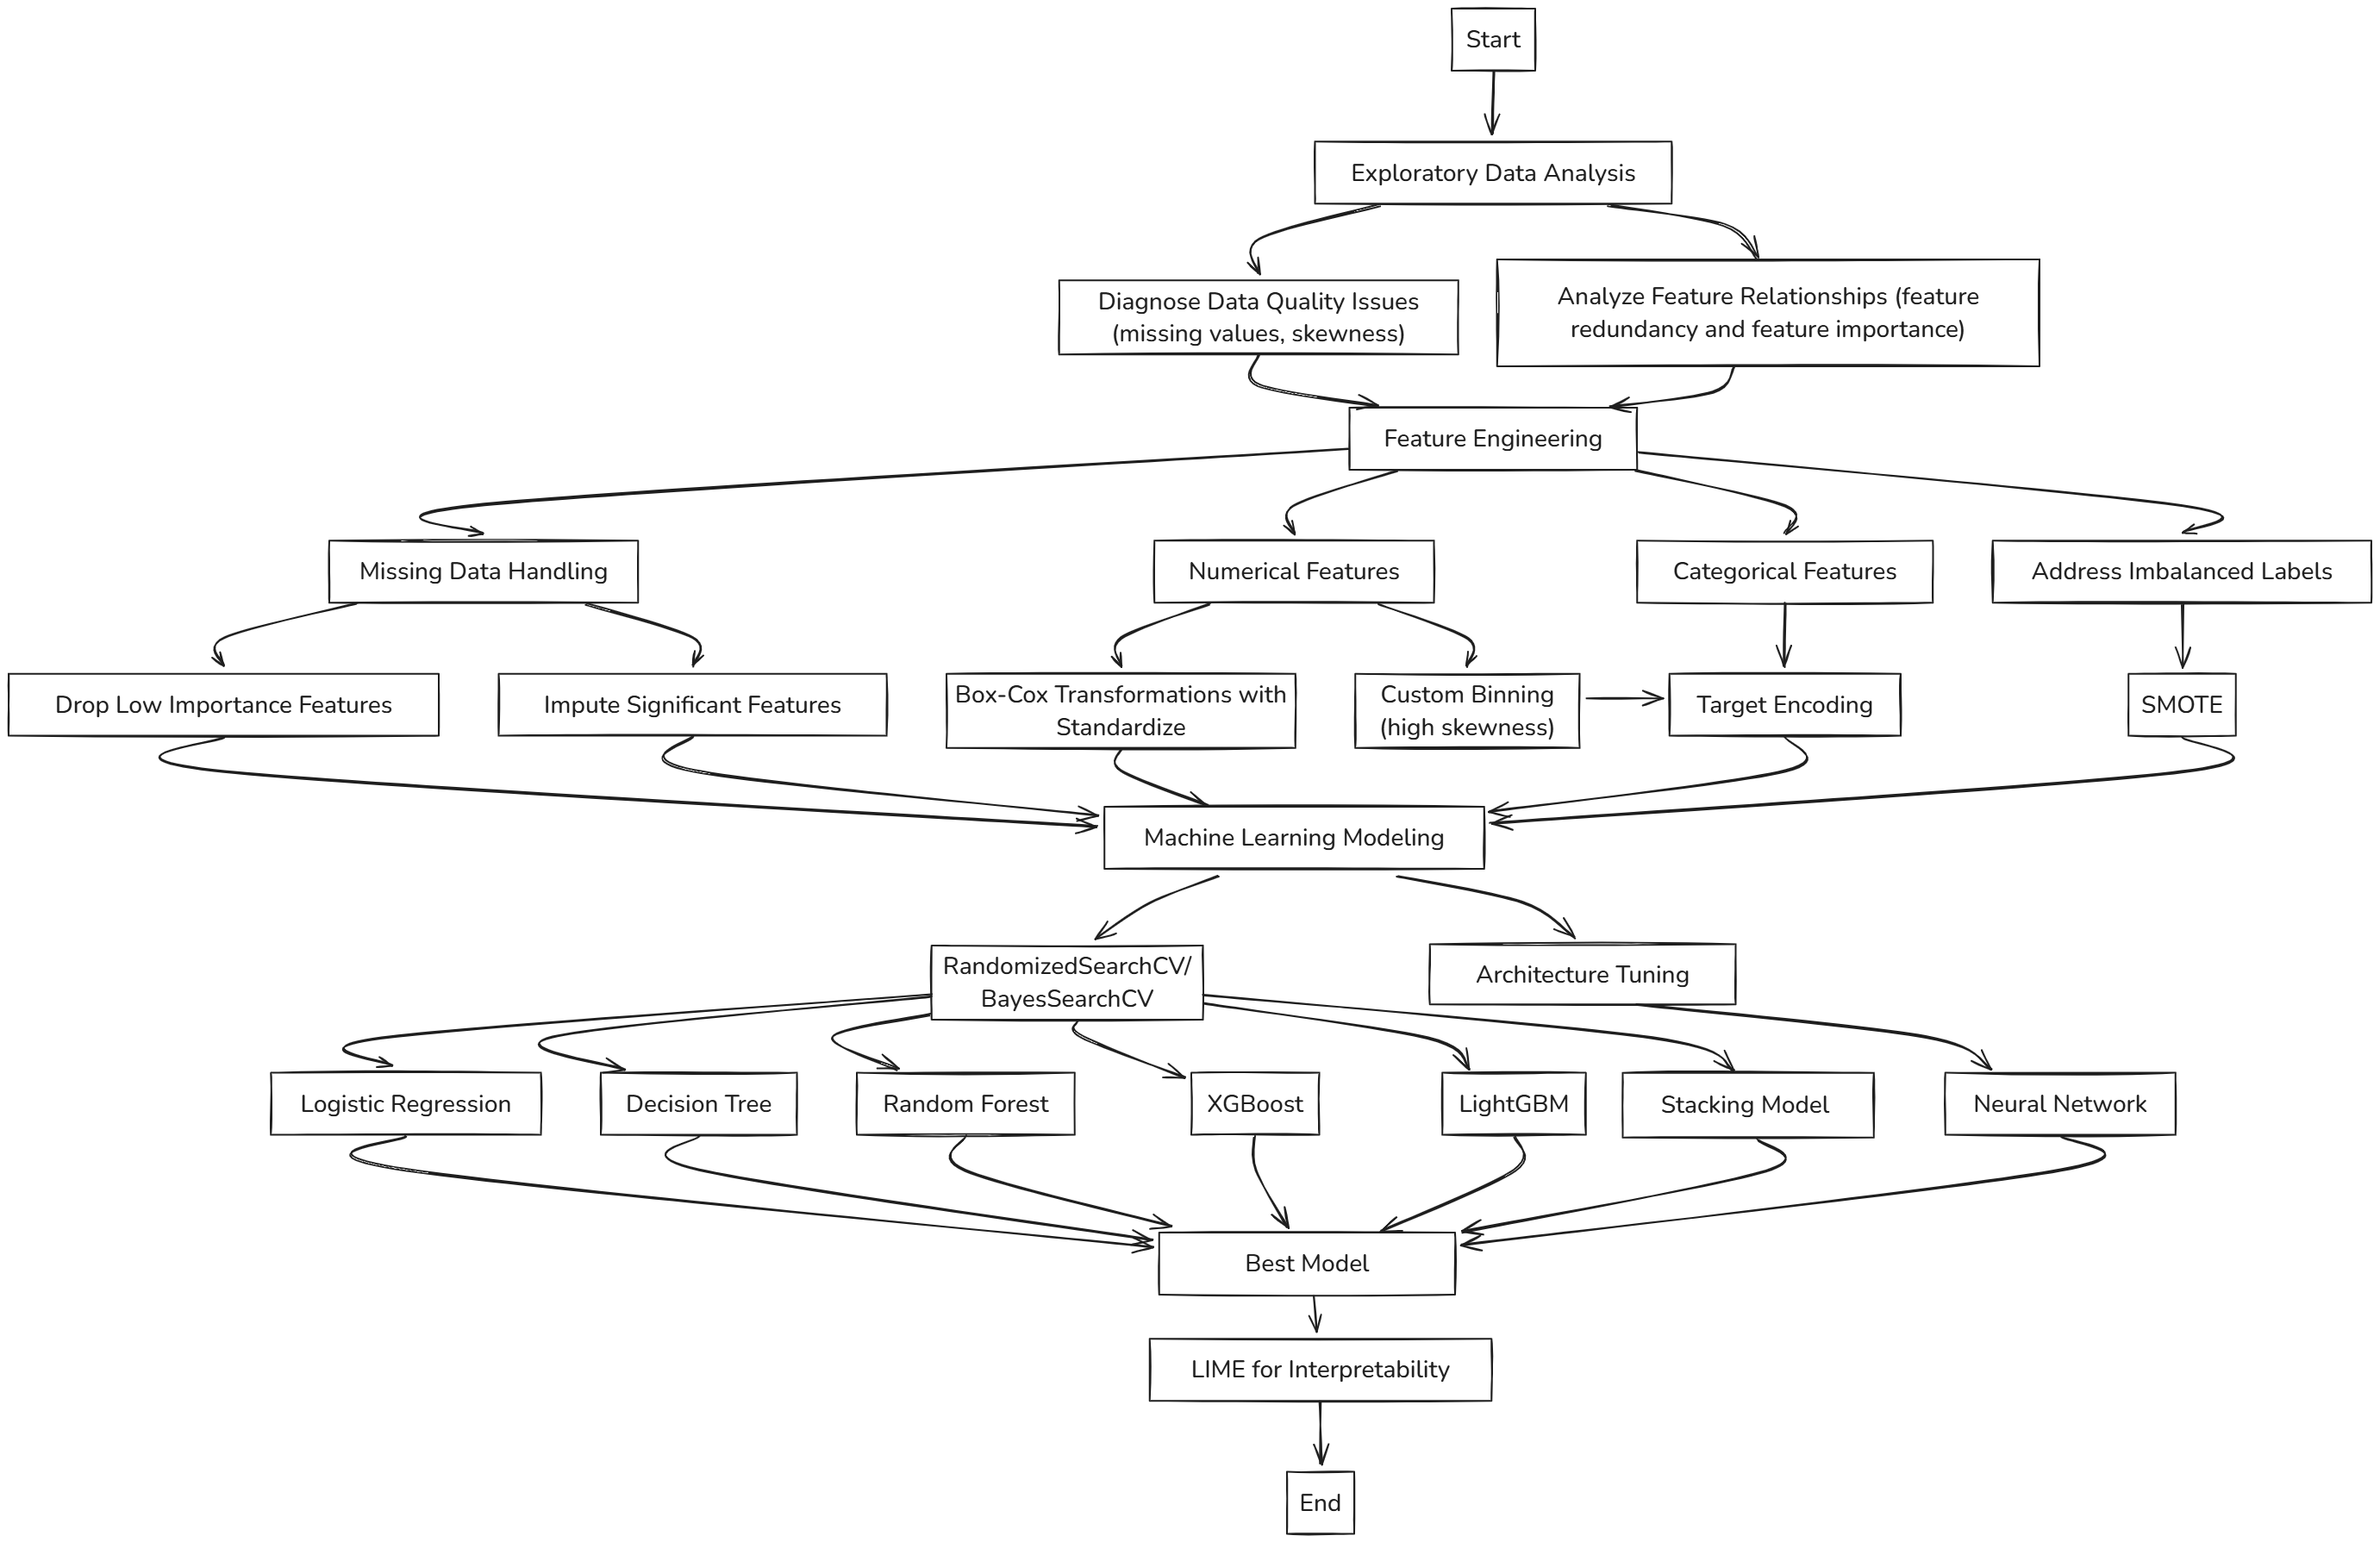 Start
Exploratory Data Analysis
Diagnose Data Quality Issues
(missing values, skewness)
Analyze Feature Relationships (feature
redundancy and feature importance)
Feature Engineering
Missing Data Handling
Numerical Features
Categorical Features
Address Imbalanced Labels
Drop Low Importance Features
Impute Significant Features
Box-Cox Transformations with
Standardize
Custom Binning
(high skewness)
Target Encoding
SMOTE
Machine Learning Modeling
RandomizedSearchCV/
BayesSearchCV
Architecture Tuning
Logistic Regression
Decision Tree
Random Forest
XGBoost
LightGBM
Stacking Model
Neural Network
Best Model
LIME for Interpretability
End